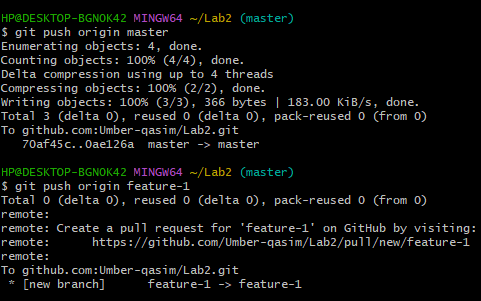 HP@DESKTOP-BGNOK42 MINGW64 ~/Lab2 (master)
$ git push origin master
Enumerating objects: 4, done.
Counting objects: 100% (4/4), done.
Delta compression using up to 4 threads
Compressing objects: 100% (2/2), done.
Writing objects: 100% (3/3), 366 bytes | 183.00 KiB/s, done.
Total 3 (delta 0), reused 0 (delta 0), pack-reused 0 (from 0)
To github.com:Umber-qasim/Lab2.git
   70af45c..0ae126a  master -> master

HP@DESKTOP-BGNOK42 MINGW64 ~/Lab2 (master)
$ git push origin feature-1
Total 0 (delta 0), reused 0 (delta 0), pack-reused 0 (from 0)
remote:
remote: Create a pull request for 'feature-1' on GitHub by visiting:
remote:      https://github.com/Umber-qasim/Lab2/pull/new/feature-1
remote:
To github.com:Umber-qasim/Lab2.git
 * [new branch]      feature-1 -> feature-1